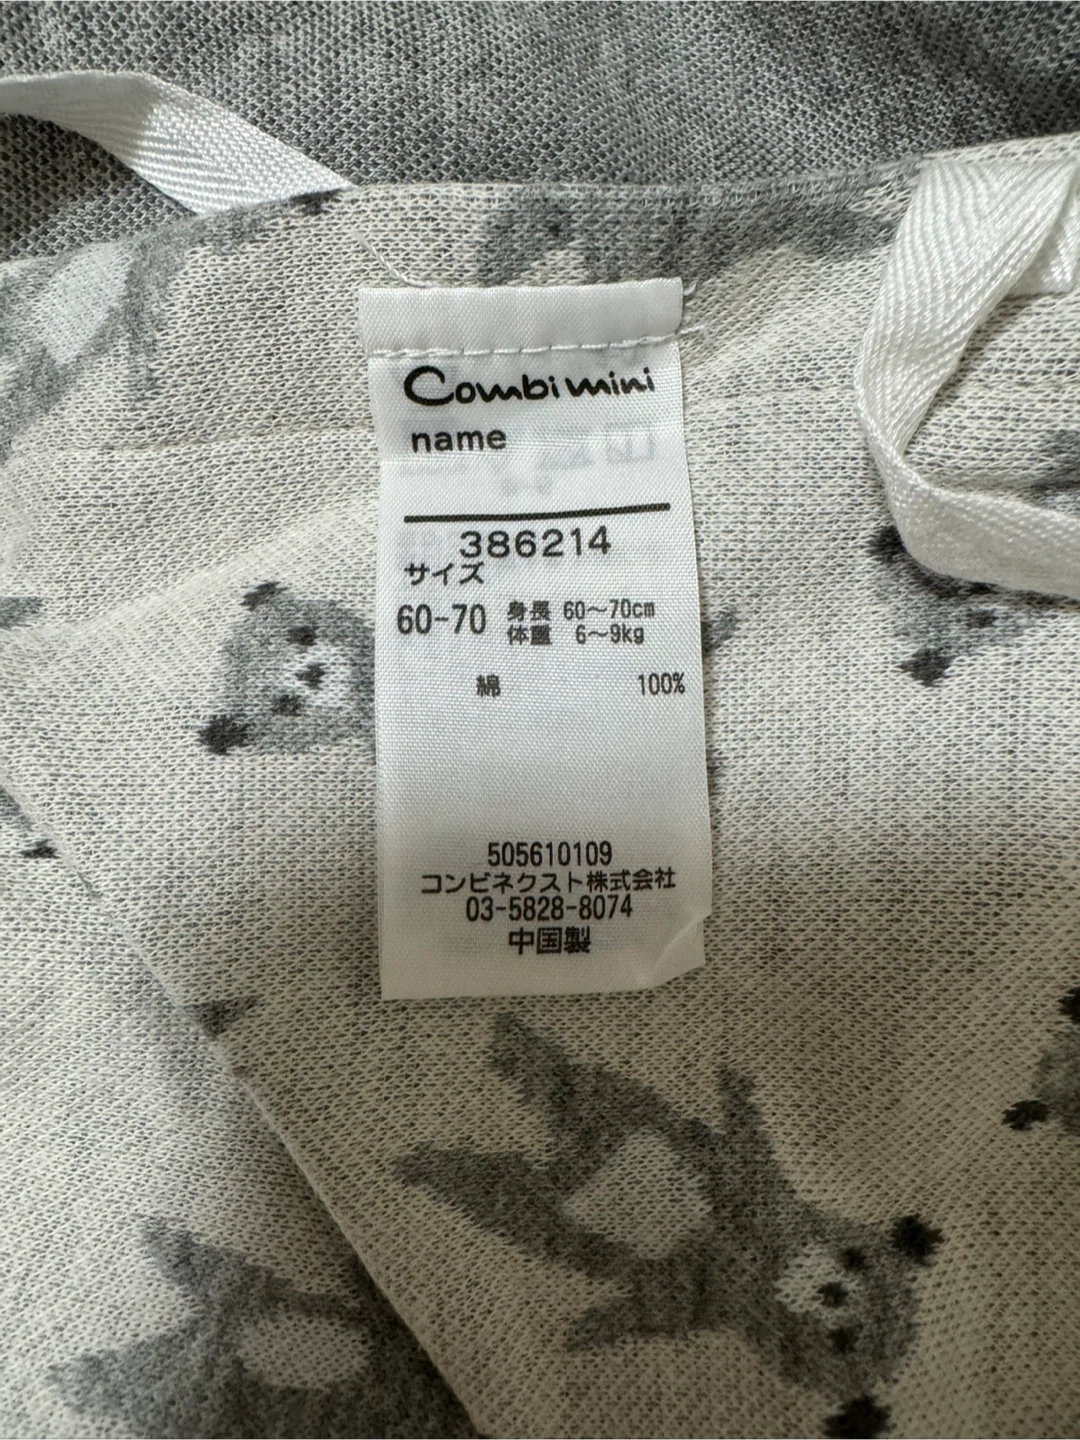 Combi mini
name
386214
サイズ
60-70 身長 60～70cm
体重 6～9kg
綿 100%
505610109
コンビネクスト株式会社
03-5828-8074
中国製